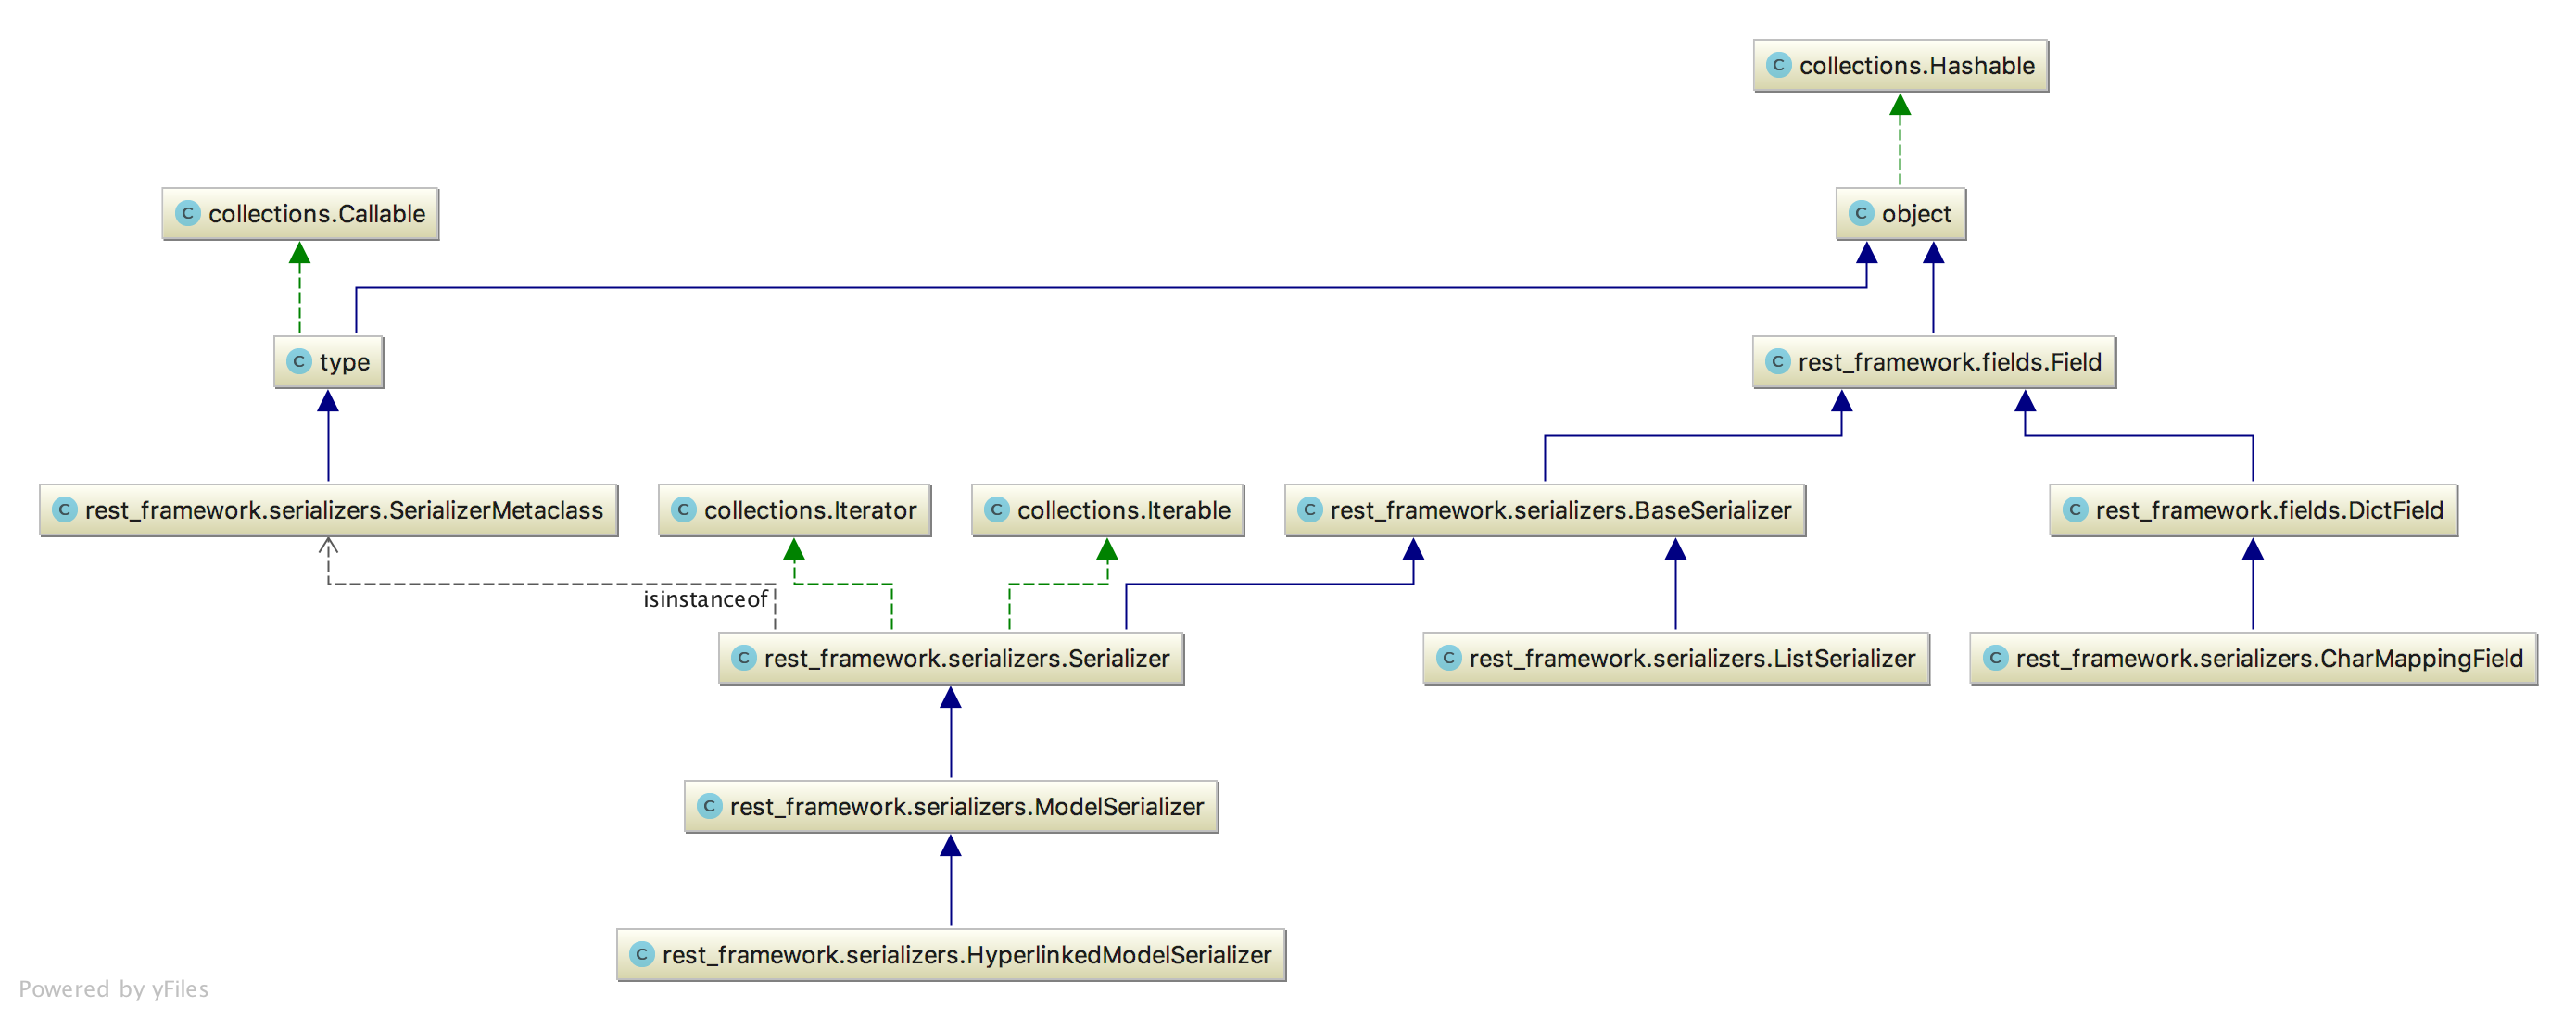 C collections.Hashable
C collections.Callable
C object
C type
C rest_framework.fields.Field
C rest_framework.serializers.SerializerMetaclass
C collections.Iterator
C collections.Iterable
C rest_framework.serializers.BaseSerializer
C rest_framework.fields.DictField
isinstanceof
C rest_framework.serializers.Serializer
C rest_framework.serializers.ListSerializer
C rest_framework.serializers.CharMappingField
C rest_framework.serializers.ModelSerializer
C rest_framework.serializers.HyperlinkedModelSerializer
Powered by yFiles